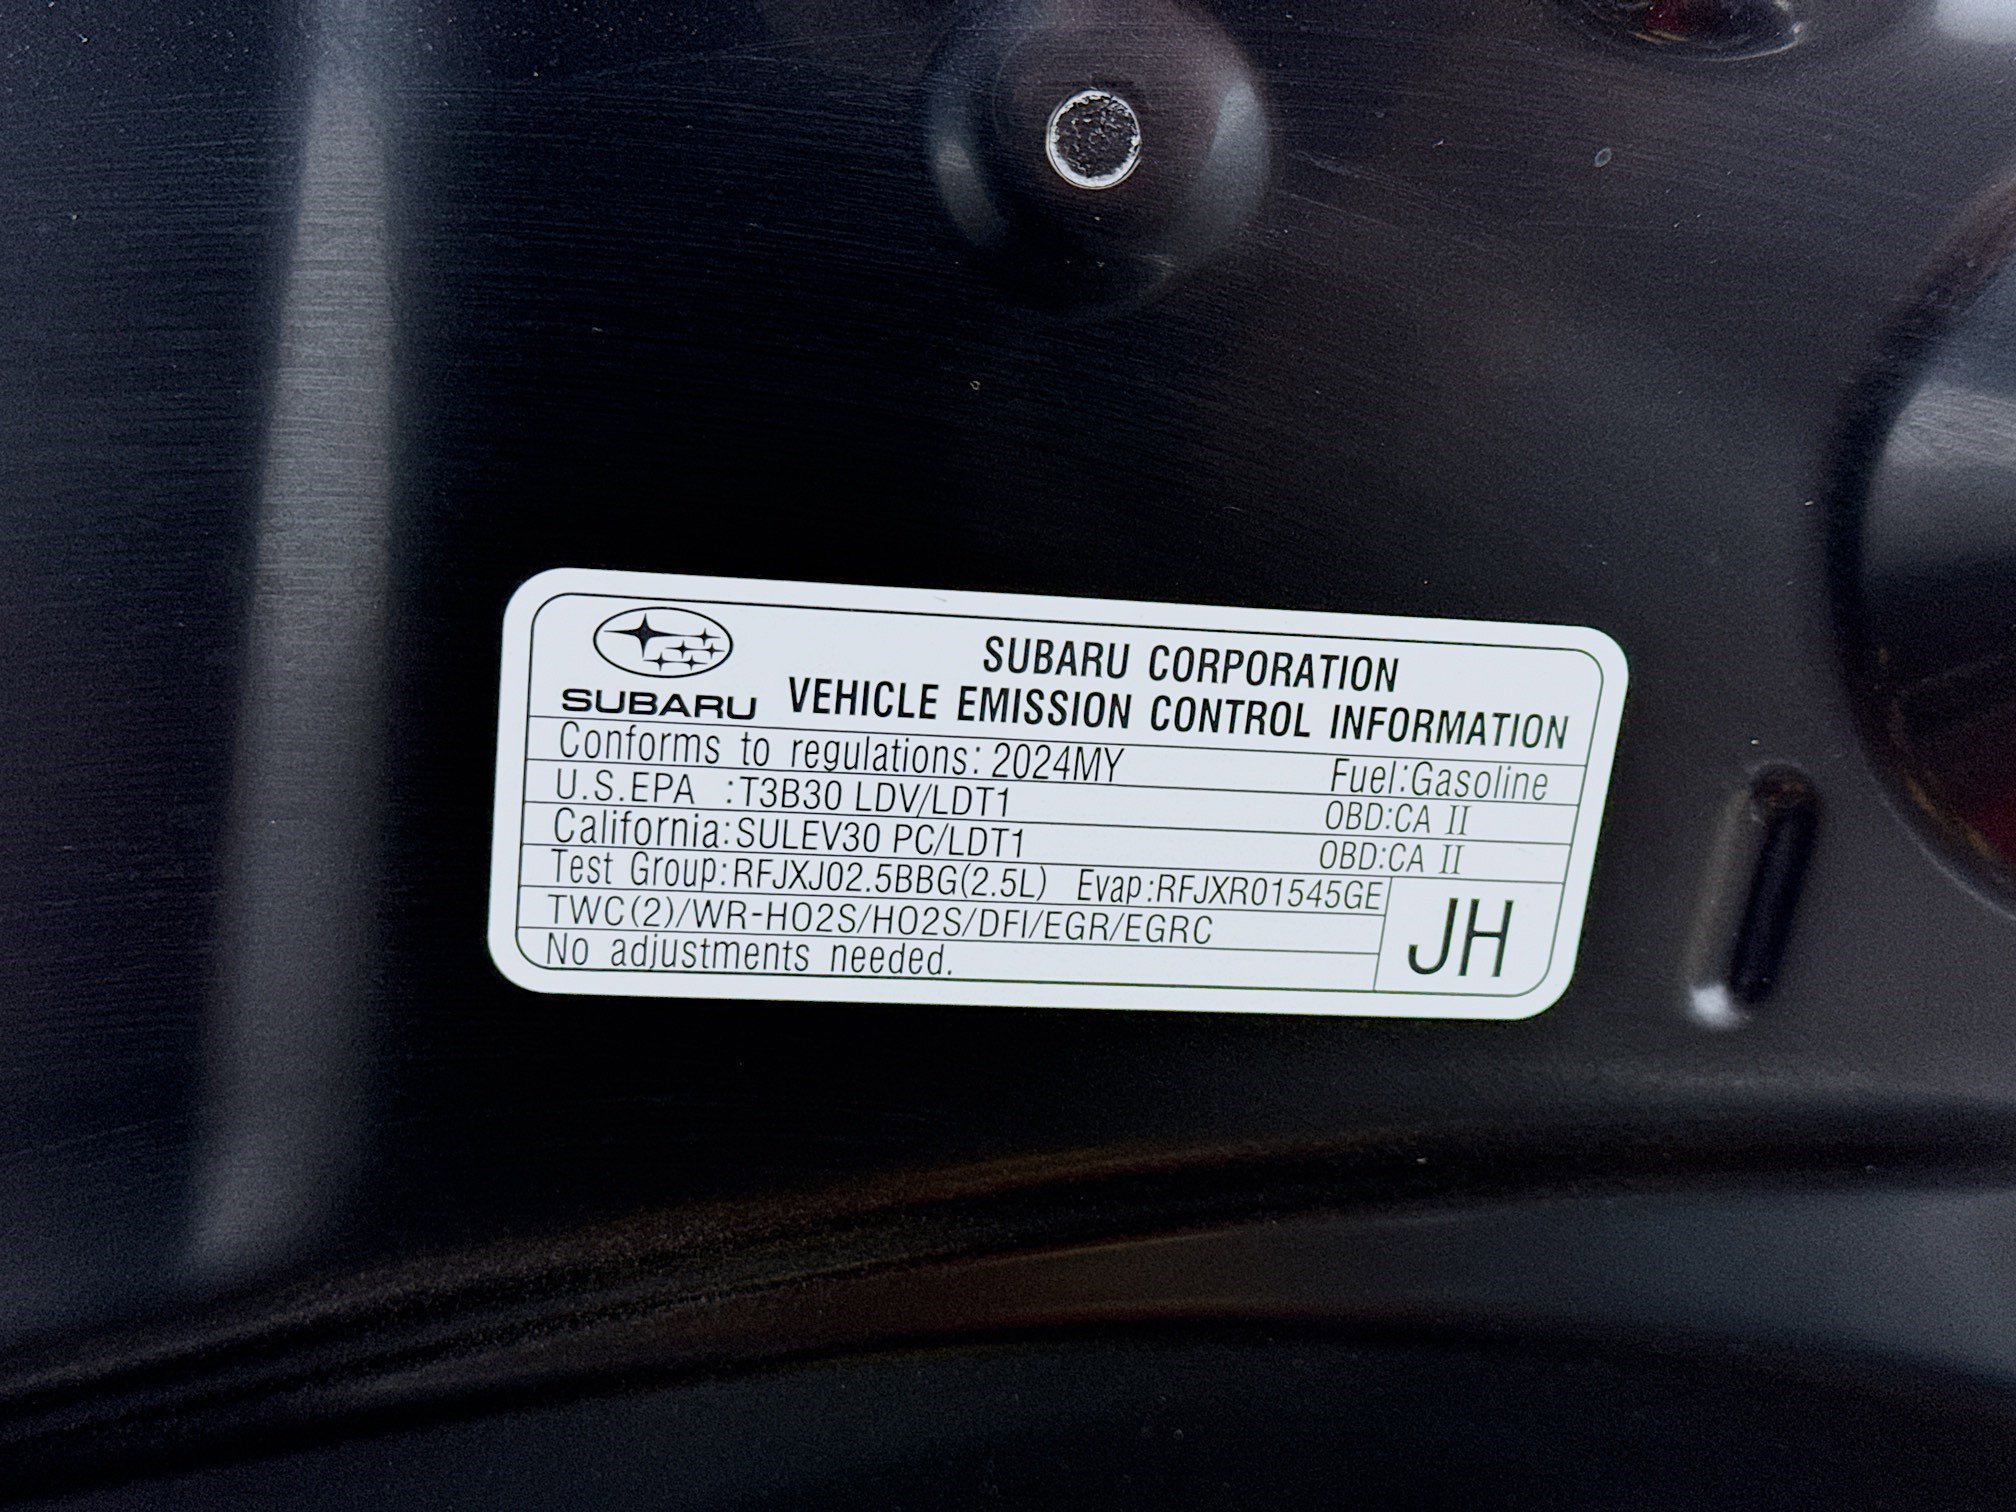 SUBARU CORPORATION
SUBARU VEHICLE EMISSION CONTROL INFORMATION
Conforms to regulations: 2024MY Fuel:Gasoline
U.S.EPA :T3B30 LDV/LDT1 OBD:CA II
California:SULEV30 PC/LDT1 OBD:CA II
Test Group:RFJXJ02.5BBG(2.5L) Evap:RFJXR01545GE
TWC(2)/WR-HO2S/HO2S/DFI/EGR/EGRC
No adjustments needed.
JH